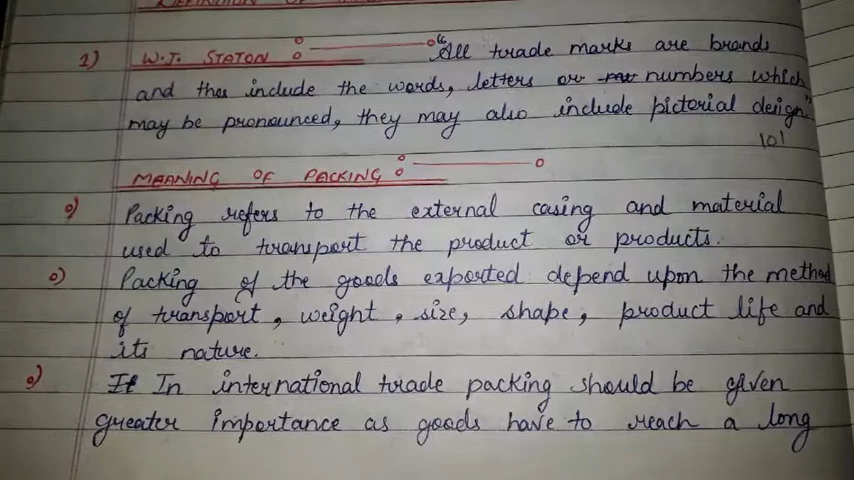 1) W.J. STATON :—o "All trade marks are brands
and thus include the words, letters or numbers which
may be pronounced, they may also include pictorial deign"
101
MEANING OF PACKING :—o
o) Packing refers to the external casing and material
used to transport the product or products.
o) Packing of the goods exported depend upon the method
of transport, weight, size, shape, product life and
its nature.
o) In international trade packing should be given
greater importance as goods have to reach a long